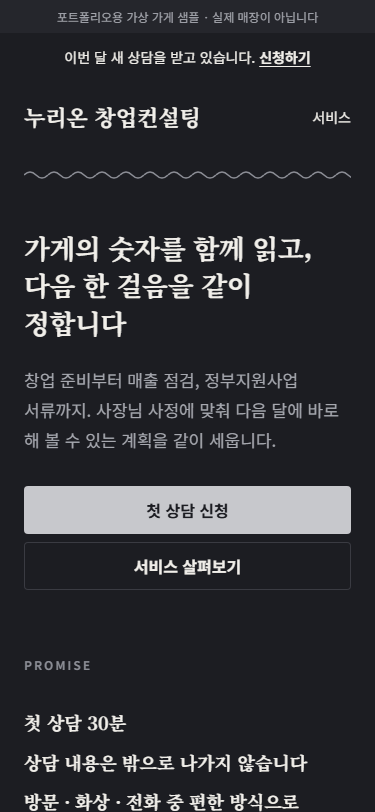 포트폴리오용 가상 가게 샘플 · 실제 매장이 아닙니다
이번 달 새 상담을 받고 있습니다. 신청하기
누리온 창업컨설팅
서비스
가게의 숫자를 함께 읽고,
다음 한 걸음을 같이
정합니다
창업 준비부터 매출 점검, 정부지원사업
서류까지. 사장님 사정에 맞춰 다음 달에 바로
해 볼 수 있는 계획을 같이 세웁니다.
첫 상담 신청
서비스 살펴보기
PROMISE
첫 상담 30분
상담 내용은 밖으로 나가지 않습니다
방문 · 화상 · 전화 중 편한 방식으로